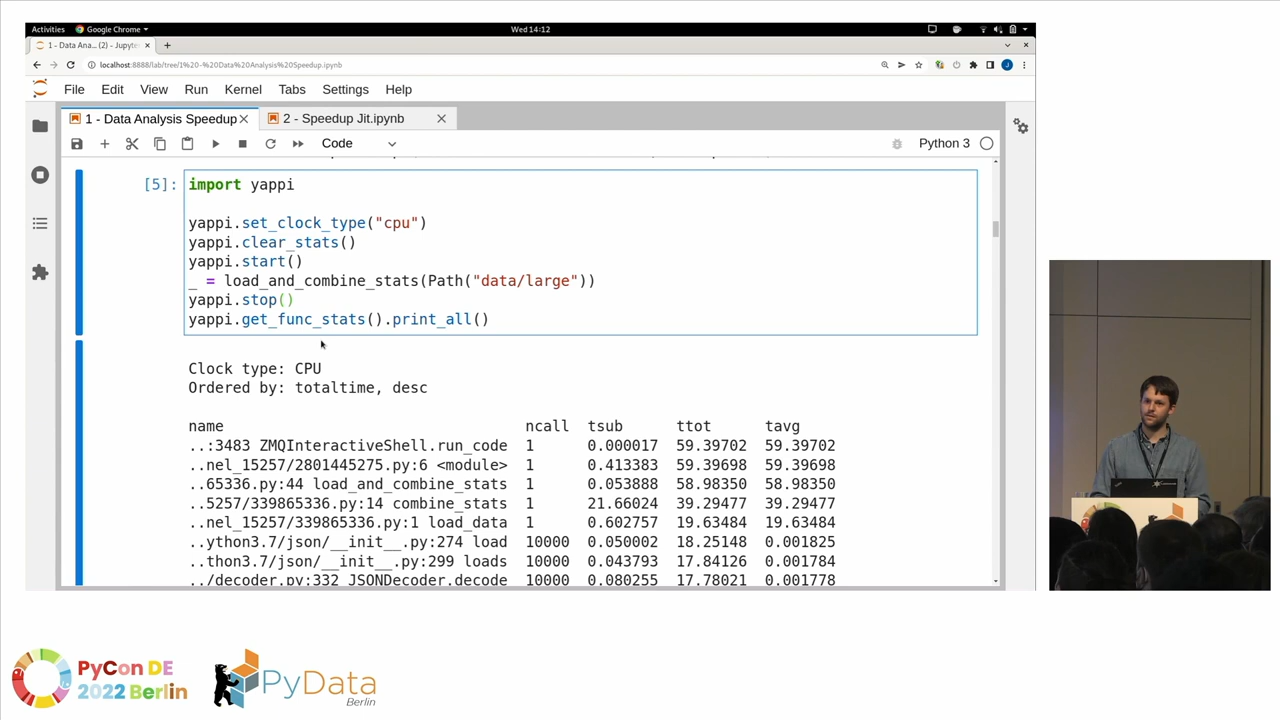 Activities
Google Chrome
Wed 14:12
1 - Data Ana... (2) - Jupyte
localhost:8888/lab/tree/1%20-%20Data%20Analysis%20Speedup.ipynb
J
File Edit View Run Kernel Tabs Settings Help
1 - Data Analysis Speedup
2 - Speedup Jit.ipynb
Code
Python 3
[5]:
import yappi
yappi.set_clock_type("cpu")
yappi.clear_stats()
yappi.start()
_ = load_and_combine_stats(Path("data/large"))
yappi.stop()
yappi.get_func_stats().print_all()
Clock type: CPU
Ordered by: totaltime, desc
name ncall tsub ttot tavg
..:3483 ZMQInteractiveShell.run_code 1 0.000017 59.39702 59.39702
..nel_15257/2801445275.py:6 <module> 1 0.413383 59.39698 59.39698
..65336.py:44 load_and_combine_stats 1 0.053888 58.98350 58.98350
..5257/339865336.py:14 combine_stats 1 21.66024 39.29477 39.29477
..nel_15257/339865336.py:1 load_data 1 0.602757 19.63484 19.63484
..ython3.7/json/__init__.py:274 load 10000 0.050002 18.25148 0.001825
..thon3.7/json/__init__.py:299 loads 10000 0.043793 17.84126 0.001784
../decoder.py:332 JSONDecoder.decode 10000 0.080255 17.78021 0.001778
PyCon DE
2022 Berlin
PyData
Berlin